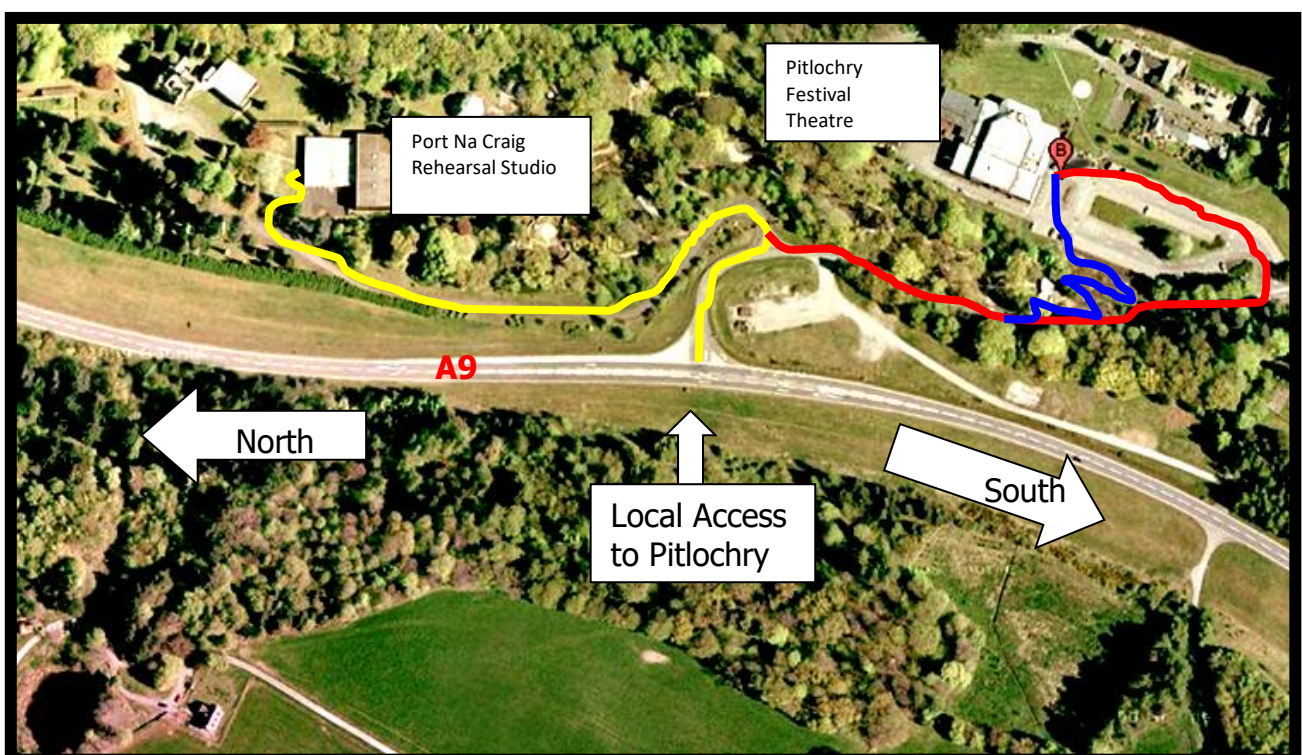 Pitlochry
Festival
Theatre
Port Na Craig
Rehearsal Studio
B
A9
North
South
Local Access
to Pitlochry